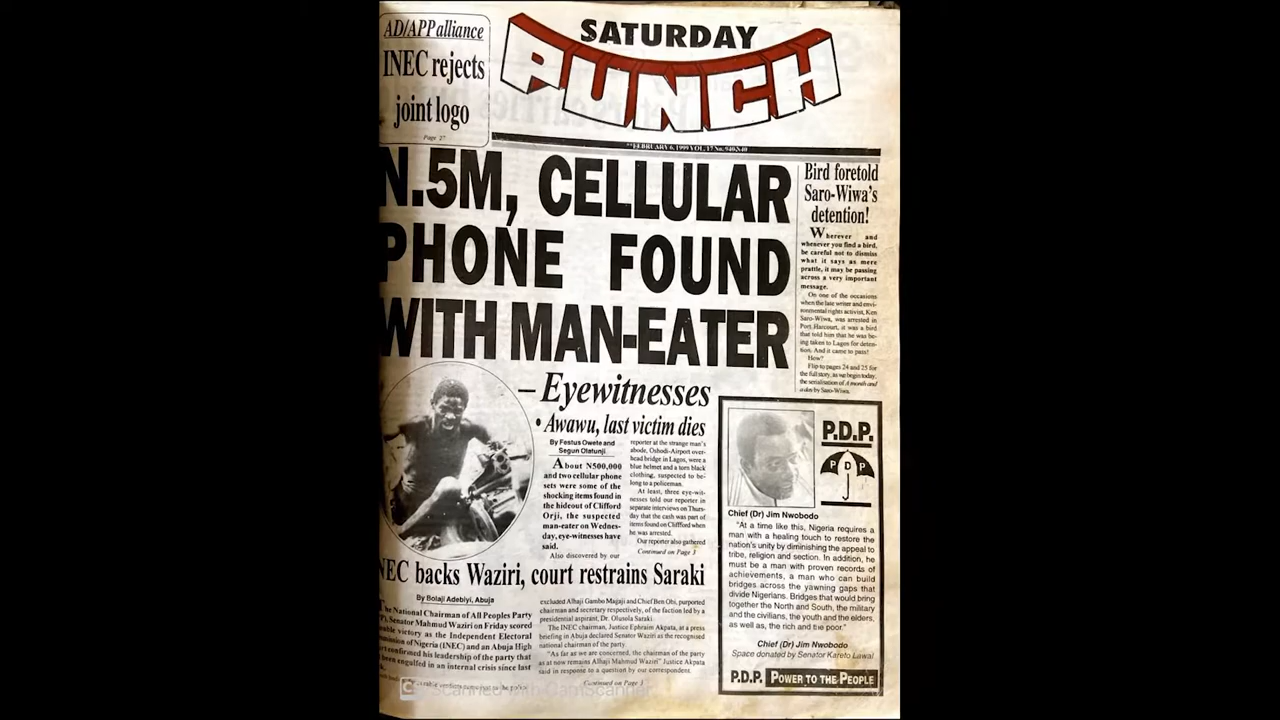 AD/APP alliance
INEC rejects
joint logo
Page 27
SATURDAY
PUNCH
**FEBRUARY 6, 1999 VOL. 17 No.
N.5M, CELLULAR
PHONE FOUND
WITH MAN-EATER
– Eyewitnesses
• Awawu, last victim dies
By Festus Owete and
Segun Olatunji
About N500,000
and two cellular phone
sets were some of the
shocking items found in
the hideout of Clifford
Orji, the suspected
man-eater on Wednes-
day, eye-witnesses have
said.
Also discovered by our
reporter at the strange man's
abode, Oshodi-Airport over-
head bridge in Lagos, were a
blue helmet and a torn black
clothing, suspected to be-
long to a policeman.
At least, three eye-wit-
nesses told our reporter in
separate interviews on Thurs-
day that the cash was part of
items found on Cliffford when
he was arrested.
Our reporter also gathered
Continued on Page 3
Bird foretold
Saro-Wiwa's
detention!
Wherever and
whenever you find a bird,
be careful not to dismiss
what it says as mere
prattle, it may be passing
across a very important
message.
On one of the occasions
when the late writer and envi-
ronmental rights activist, Ken
Saro-Wiwa, was arrested in
Port Harcourt, it was a bird
that told him that he was be-
ing taken to Lagos for deten-
tion. And it came to pass!
How?
Flip to pages 24 and 25 for
the full story, as we begin today,
the serialisation of A month and
a day by Saro-Wiwa.
NEC backs Waziri, court restrains Saraki
By Bolaji Adebiyi, Abuja
The National Chairman of All Peoples Party
Senator Mahmud Waziri on Friday scored
victory as the Independent Electoral
of Nigeria (INEC) and an Abuja High
confirmed his leadership of the party that
been engulfed in an internal crisis since last
excluded Alhaji Gambo Magaji and Chief Ben Obi, purported
chairman and secretary respectively, of the faction led by a
presidential aspirant, Dr. Olusola Saraki.
The INEC chairman, Justice Ephraim Akpata, at a press
briefing in Abuja declared Senator Waziri as the recognised
national chairman of the party.
"As far as we are concerned, the chairman of the party
as at now remains Alhaji Mahmud Waziri" Justice Akpata
said in response to a question by our correspondent.
Continued on Page 3
P.D.P.
P D P
Chief (Dr) Jim Nwobodo
"At a time like this, Nigeria requires a
man with a healing touch to restore the
nation's unity by diminishing the appeal to
tribe, religion and section. In addition, he
must be a man with proven records of
achievements, a man who can build
bridges across the yawning gaps that
divide Nigerians. Bridges that would bring
together the North and South, the military
and the civilians, the youth and the elders,
as well as, the rich and the poor."
Chief (Dr) Jim Nwobodo
Space donated by Senator Kareto Lawal
P.D.P. POWER TO THE PEOPLE
Scanned with CamScanner